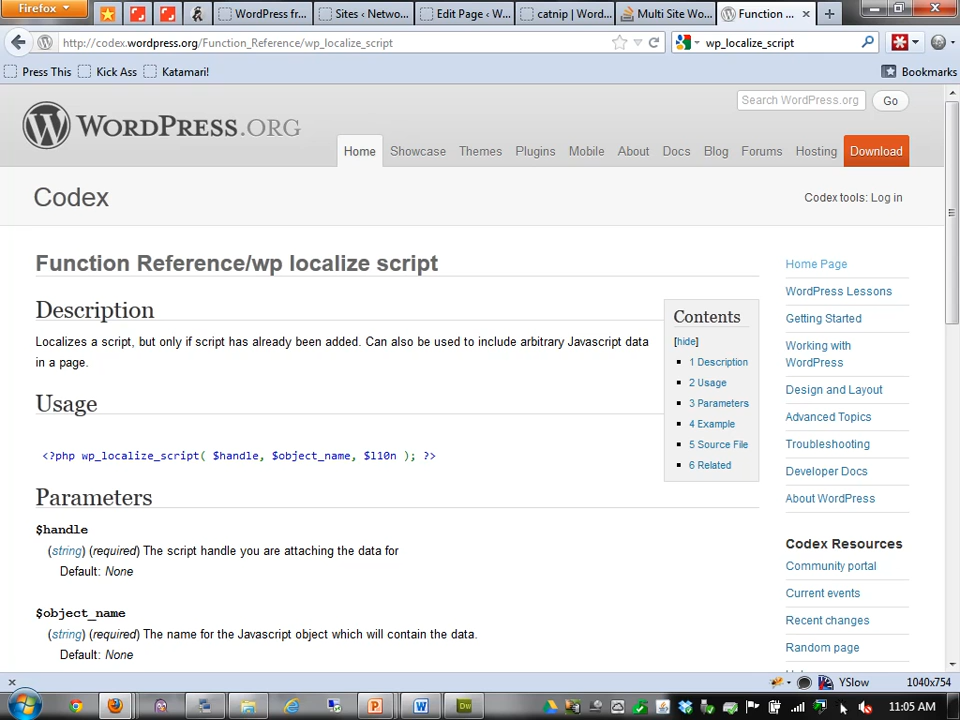 Firefox
WordPress fr...
Sites ‹ Netwo...
Edit Page ‹ W...
catnip | Word...
Multi Site Wo...
Function ...
http://codex.wordpress.org/Function_Reference/wp_localize_script
wp_localize_script
Press This
Kick Ass
Katamari!
Bookmarks
WORDPRESS.ORG
Search WordPress.org
Go
Home
Showcase
Themes
Plugins
Mobile
About
Docs
Blog
Forums
Hosting
Download
Codex
Codex tools: Log in
Function Reference/wp localize script
Description
Localizes a script, but only if script has already been added. Can also be used to include arbitrary Javascript data
in a page.
Usage
<?php wp_localize_script( $handle, $object_name, $l10n ); ?>
Parameters
$handle
(string) (required) The script handle you are attaching the data for
Default: None
$object_name
(string) (required) The name for the Javascript object which will contain the data.
Default: None
Contents
[hide]
1 Description
2 Usage
3 Parameters
4 Example
5 Source File
6 Related
Home Page
WordPress Lessons
Getting Started
Working with
WordPress
Design and Layout
Advanced Topics
Troubleshooting
Developer Docs
About WordPress
Codex Resources
Community portal
Current events
Recent changes
Random page
YSlow
1040x754
11:05 AM